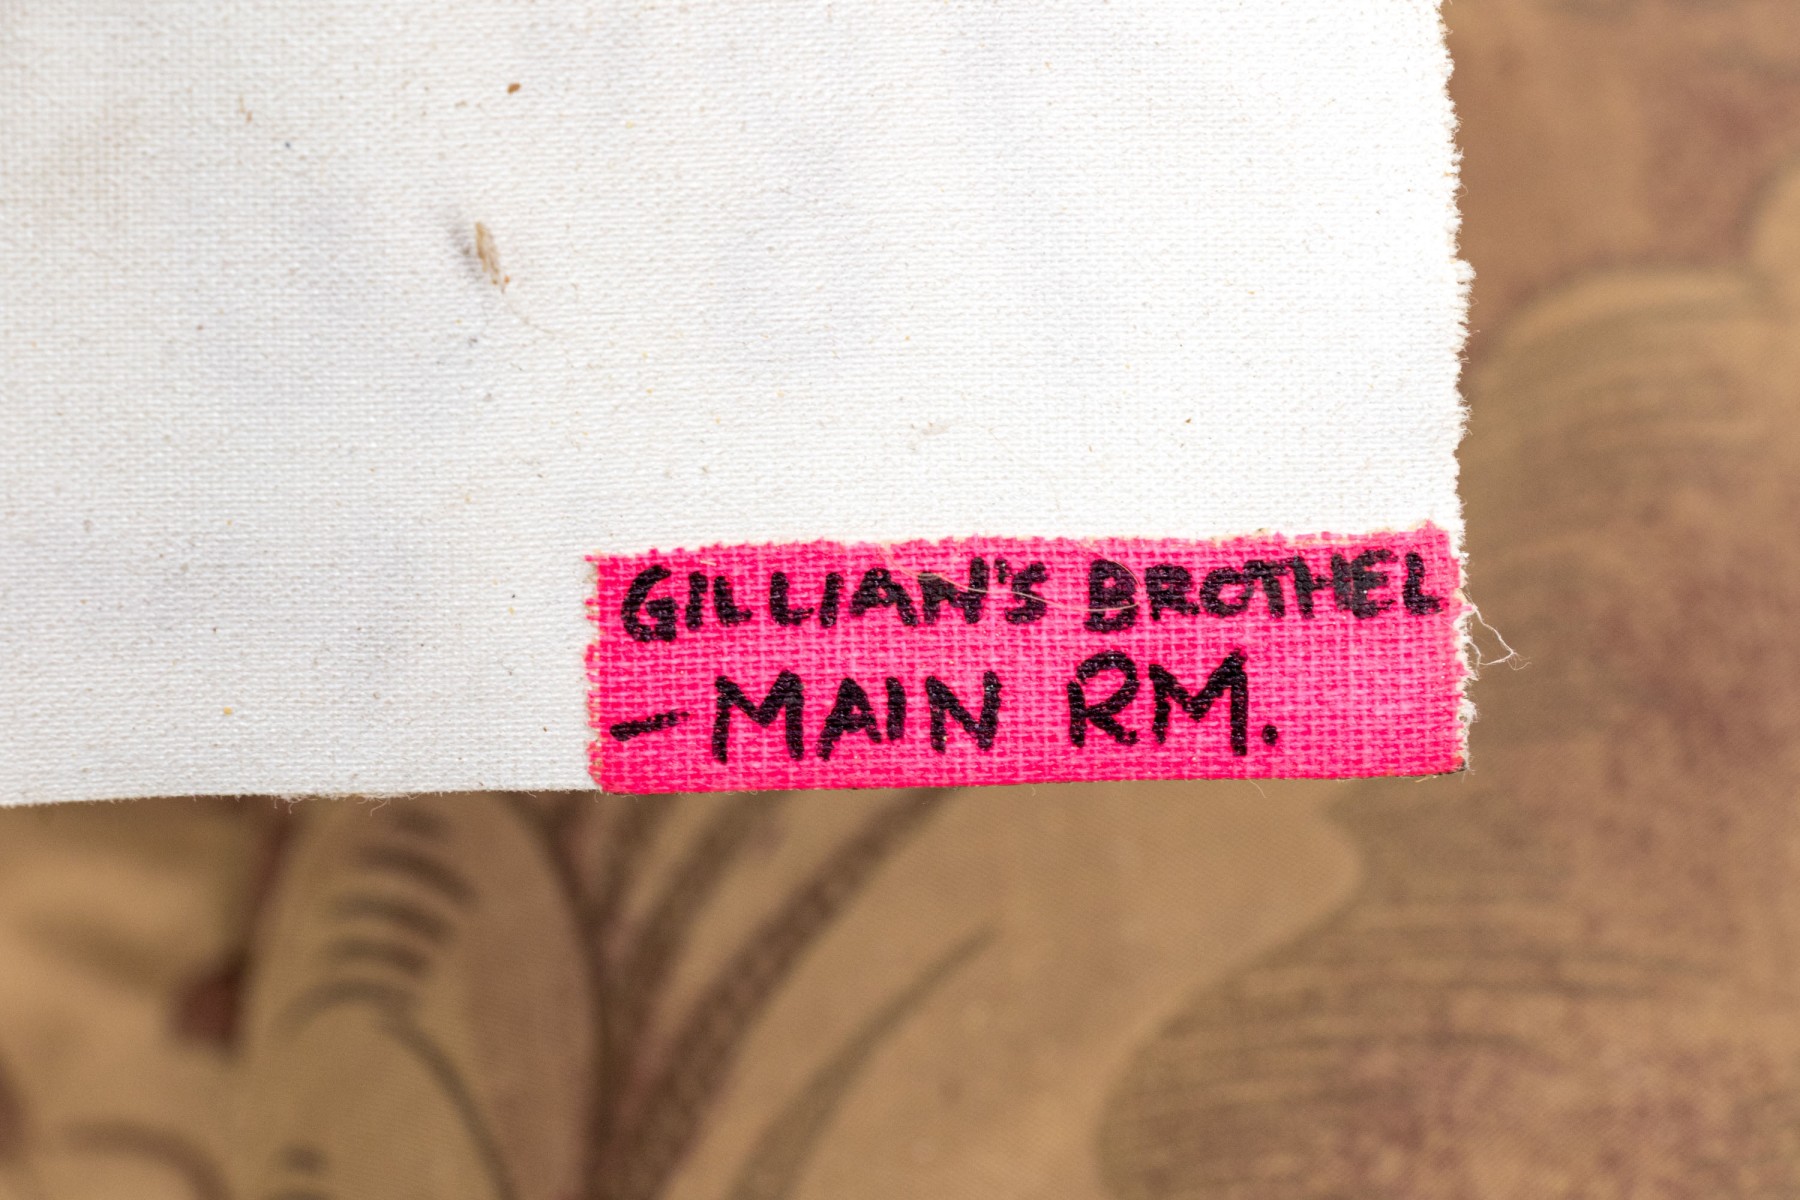 GILLIAN'S BROTHEL
– MAIN RM.